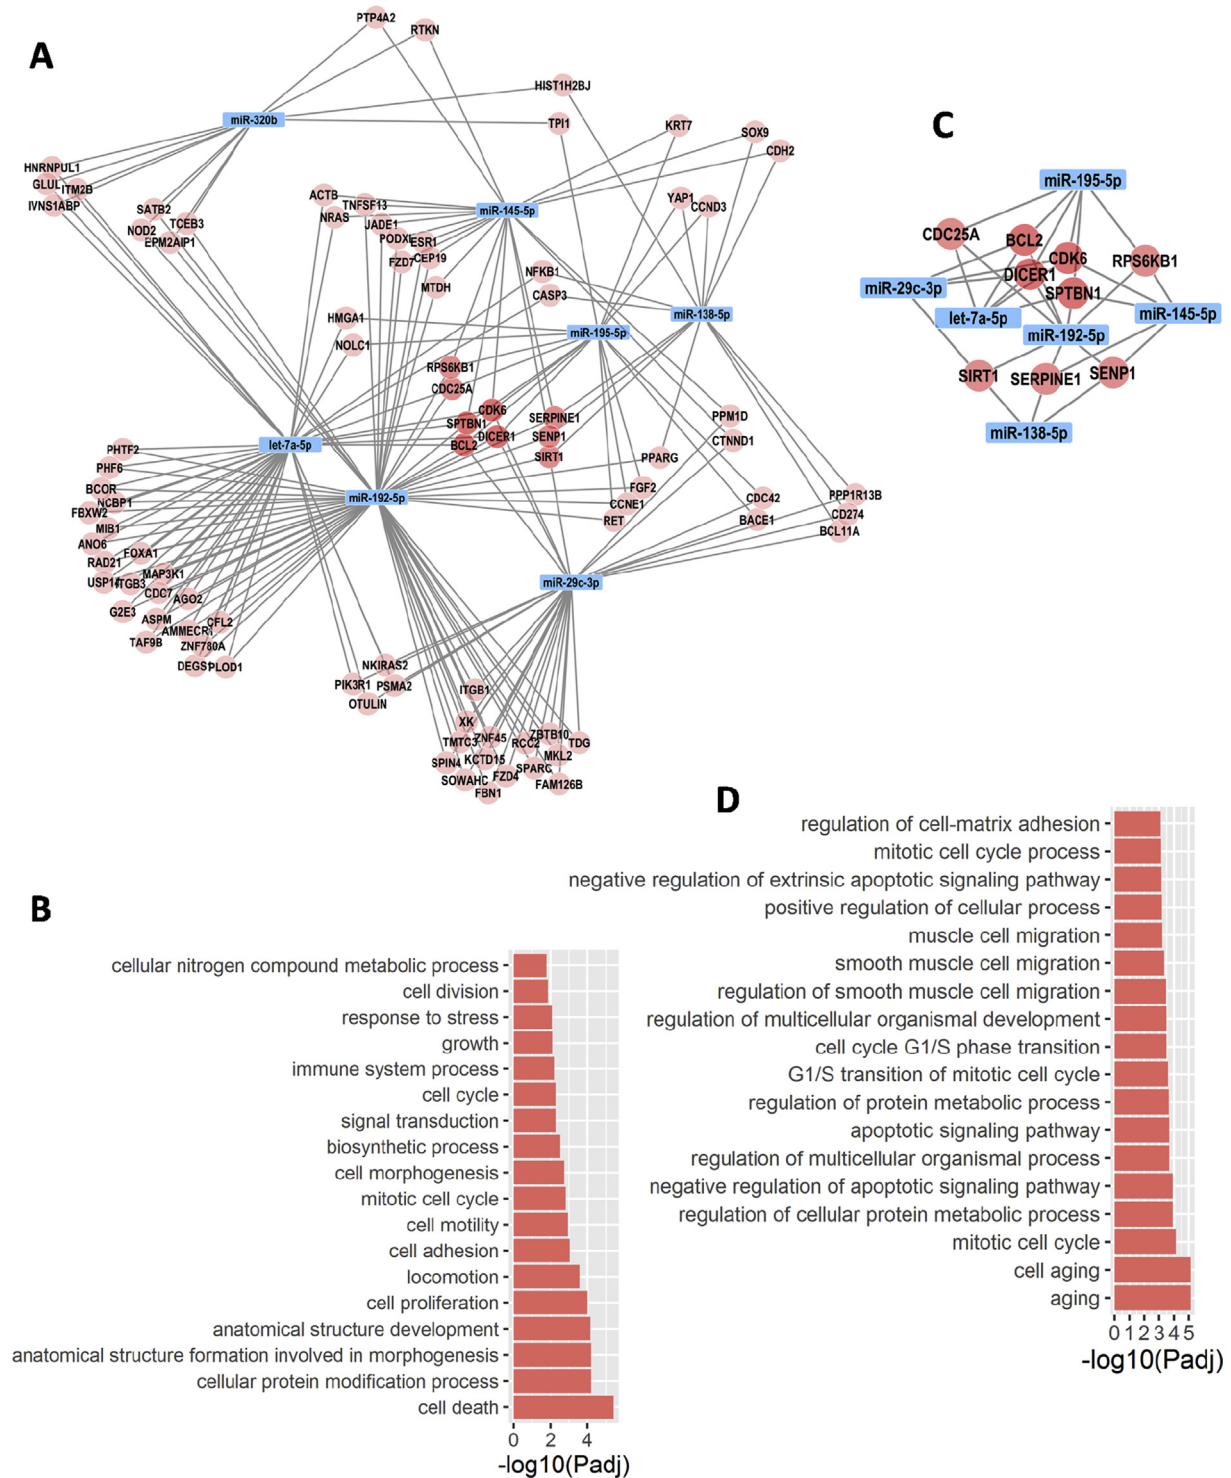 A
PTP4A2
RTKN
HIST1H2BJ
miR-320b
TPI1
KRT7
SOX9
CDH2
HNRNPUL1
GLUL
ITM2B
IVNS1ABP
SATB2
NOD2
TCEB3
EPM2AIP1
ACTB
TNFSF13
NRAS
JADE1
PODXL
ESR1
FZD7
CEP19
MTDH
miR-145-5p
YAP1
CCND3
NFKB1
CASP3
miR-138-5p
HMGA1
miR-195-5p
NOLC1
RPS6KB1
CDC25A
CDK6
SPTBN1
SERPINE1
DICER1
SENP1
BCL2
SIRT1
PPM1D
CTNND1
PPARG
let-7a-5p
miR-192-5p
FGF2
CCNE1
RET
CDC42
BACE1
PPP1R13B
CD274
BCL11A
PHTF2
PHF6
BCOR
NCBP1
FBXW2
MIB1
ANO6
FOXA1
RAD21
MAP3K1
ITGB3
CDC7
AGO2
G2E3
ASPM
CFL2
AMMECR1
TAF9B
ZNF780A
DEGS1
PLOD1
miR-29c-3p
NKIRAS2
PIK3R1
PSMA2
OTULIN
ITGB1
XK
TMTC3
ZNF45
RCC2
ZBTB10
TDG
SPIN4
KCTD15
MKL2
SOWAHC
FZD4
SPARC
FBN1
FAM126B
C
miR-195-5p
CDC25A
BCL2
CDK6
RPS6KB1
DICER1
miR-29c-3p
SPTBN1
let-7a-5p
miR-145-5p
miR-192-5p
SIRT1
SERPINE1
SENP1
miR-138-5p
B
cellular nitrogen compound metabolic process
cell division
response to stress
growth
immune system process
cell cycle
signal transduction
biosynthetic process
cell morphogenesis
mitotic cell cycle
cell motility
cell adhesion
locomotion
cell proliferation
anatomical structure development
anatomical structure formation involved in morphogenesis
cellular protein modification process
cell death
0 2 4
-log10(Padj)
D
regulation of cell-matrix adhesion
mitotic cell cycle process
negative regulation of extrinsic apoptotic signaling pathway
positive regulation of cellular process
muscle cell migration
smooth muscle cell migration
regulation of smooth muscle cell migration
regulation of multicellular organismal development
cell cycle G1/S phase transition
G1/S transition of mitotic cell cycle
regulation of protein metabolic process
apoptotic signaling pathway
regulation of multicellular organismal process
negative regulation of apoptotic signaling pathway
regulation of cellular protein metabolic process
mitotic cell cycle
cell aging
aging
0 1 2 3 4 5
-log10(Padj)